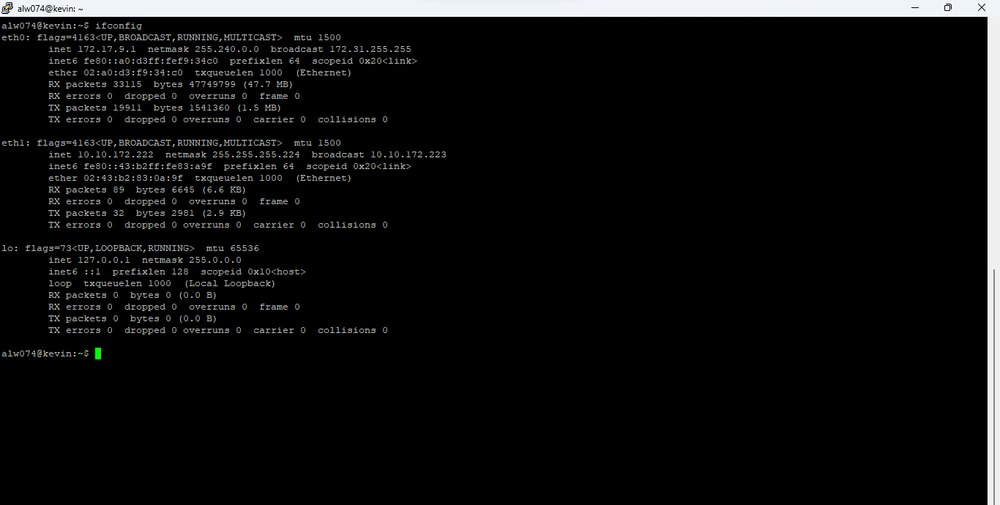 alw074@kevin: ~
alw074@kevin:~$ ifconfig
eth0: flags=4163<UP,BROADCAST,RUNNING,MULTICAST>  mtu 1500
        inet 172.17.9.1  netmask 255.240.0.0  broadcast 172.31.255.255
        inet6 fe80::a0:d3ff:fef9:34c0  prefixlen 64  scopeid 0x20<link>
        ether 02:a0:d3:f9:34:c0  txqueuelen 1000  (Ethernet)
        RX packets 33115  bytes 47749799 (47.7 MB)
        RX errors 0  dropped 0  overruns 0  frame 0
        TX packets 19911  bytes 1541360 (1.5 MB)
        TX errors 0  dropped 0 overruns 0  carrier 0  collisions 0

eth1: flags=4163<UP,BROADCAST,RUNNING,MULTICAST>  mtu 1500
        inet 10.10.172.222  netmask 255.255.255.224  broadcast 10.10.172.223
        inet6 fe80::43:b2ff:fe83:a9f  prefixlen 64  scopeid 0x20<link>
        ether 02:43:b2:83:0a:9f  txqueuelen 1000  (Ethernet)
        RX packets 89  bytes 6645 (6.6 KB)
        RX errors 0  dropped 0  overruns 0  frame 0
        TX packets 32  bytes 2981 (2.9 KB)
        TX errors 0  dropped 0 overruns 0  carrier 0  collisions 0

lo: flags=73<UP,LOOPBACK,RUNNING>  mtu 65536
        inet 127.0.0.1  netmask 255.0.0.0
        inet6 ::1  prefixlen 128  scopeid 0x10<host>
        loop  txqueuelen 1000  (Local Loopback)
        RX packets 0  bytes 0 (0.0 B)
        RX errors 0  dropped 0  overruns 0  frame 0
        TX packets 0  bytes 0 (0.0 B)
        TX errors 0  dropped 0 overruns 0  carrier 0  collisions 0

alw074@kevin:~$